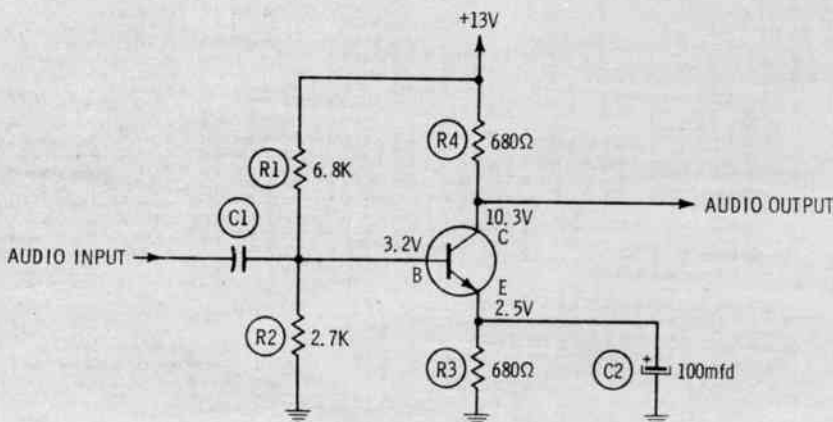 +13V
R4
680Ω
R1
6.8K
C1
10.3V
AUDIO OUTPUT
3.2V
C
AUDIO INPUT
B
E
2.5V
R2
2.7K
R3
680Ω
C2
+
100mfd